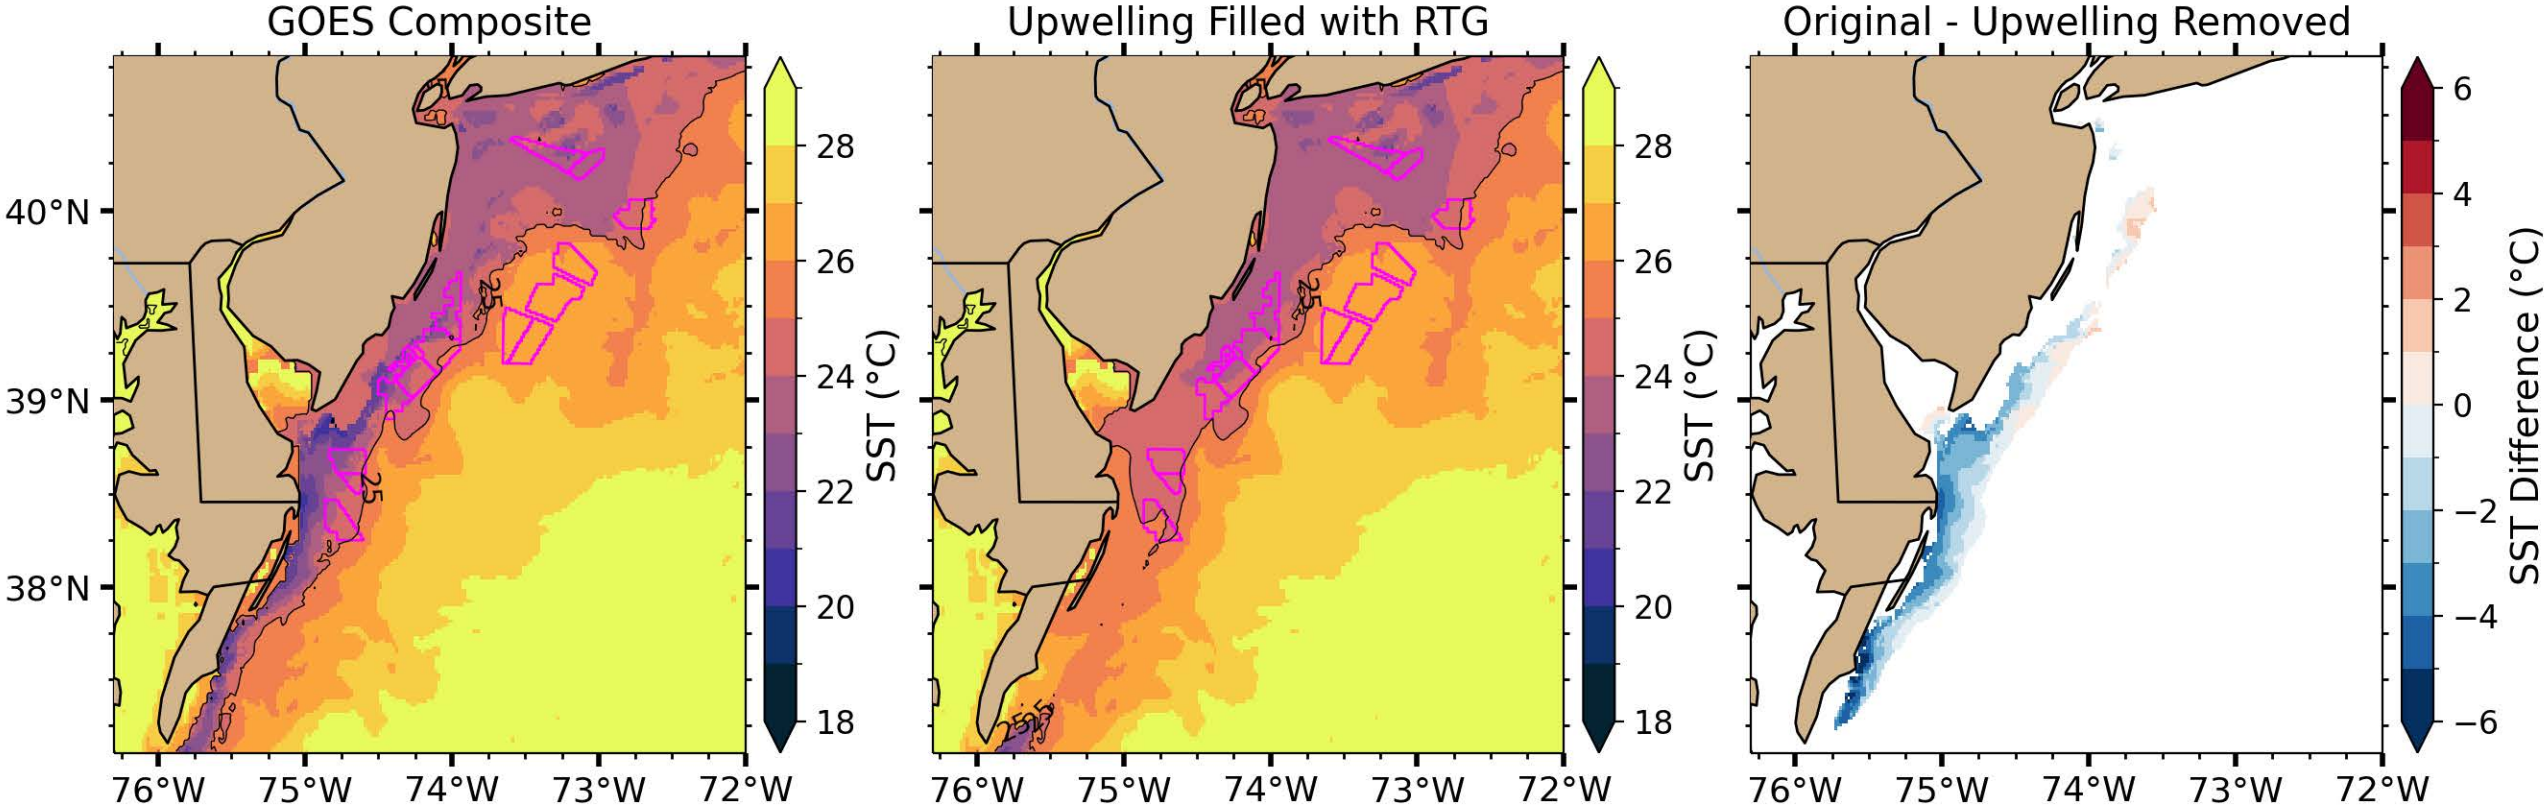 GOES Composite
Upwelling Filled with RTG
Original - Upwelling Removed
40°N
39°N
38°N
25
25
76°W 75°W 74°W 73°W 72°W
28
26
24
22
20
18
SST (°C)
25
2525
76°W 75°W 74°W 73°W 72°W
28
26
24
22
20
18
SST (°C)
76°W 75°W 74°W 73°W 72°W
6
4
2
0
−2
−4
−6
SST Difference (°C)